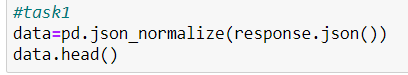 #task1
data=pd.json_normalize(response.json())
data.head()